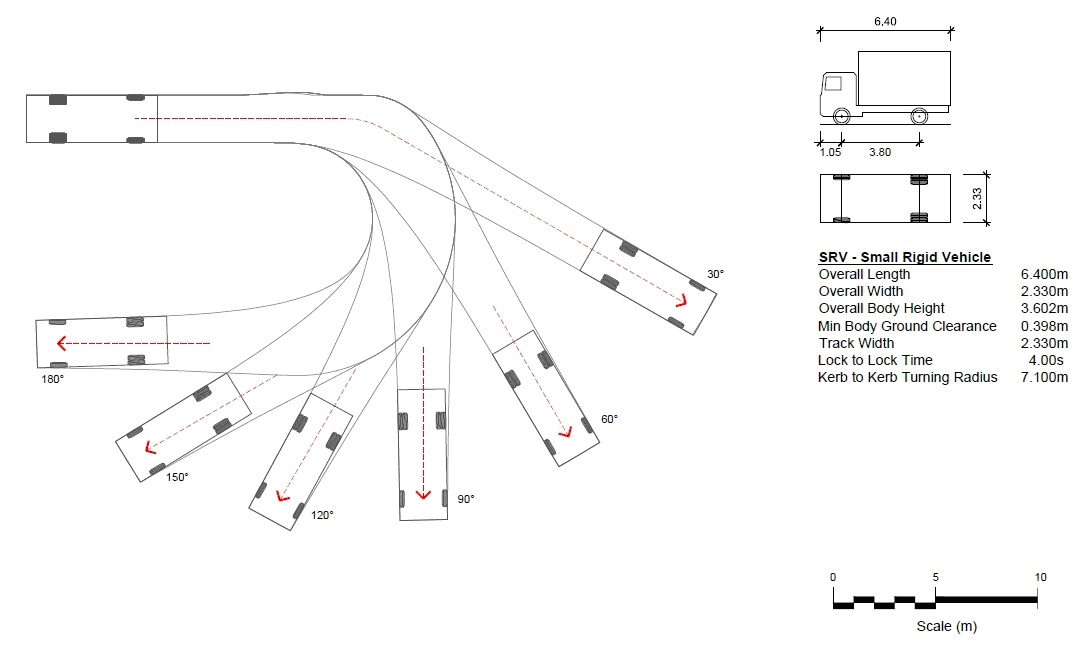 6,40
1.05
3.80
2.33
30°
60°
90°
120°
150°
180°
SRV - Small Rigid Vehicle
Overall Length 6.400m
Overall Width 2.330m
Overall Body Height 3.602m
Min Body Ground Clearance 0.398m
Track Width 2.330m
Lock to Lock Time 4.00s
Kerb to Kerb Turning Radius 7.100m
0 5 10
Scale (m)